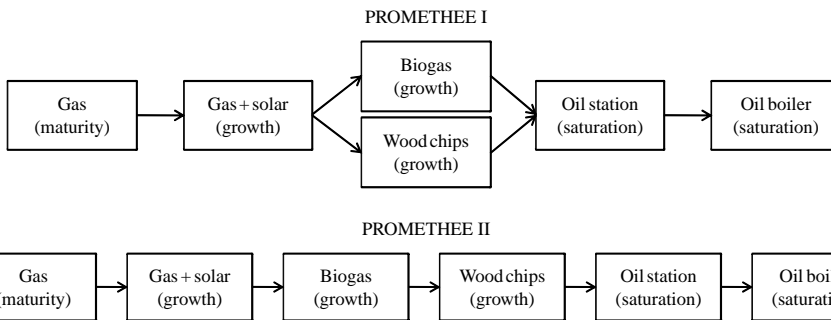 PROMETHEE I
Gas
(maturity)
Gas + solar
(growth)
Biogas
(growth)
Wood chips
(growth)
Oil station
(saturation)
Oil boiler
(saturation)
PROMETHEE II
Gas
(maturity)
Gas + solar
(growth)
Biogas
(growth)
Wood chips
(growth)
Oil station
(saturation)
Oil boi
(saturati